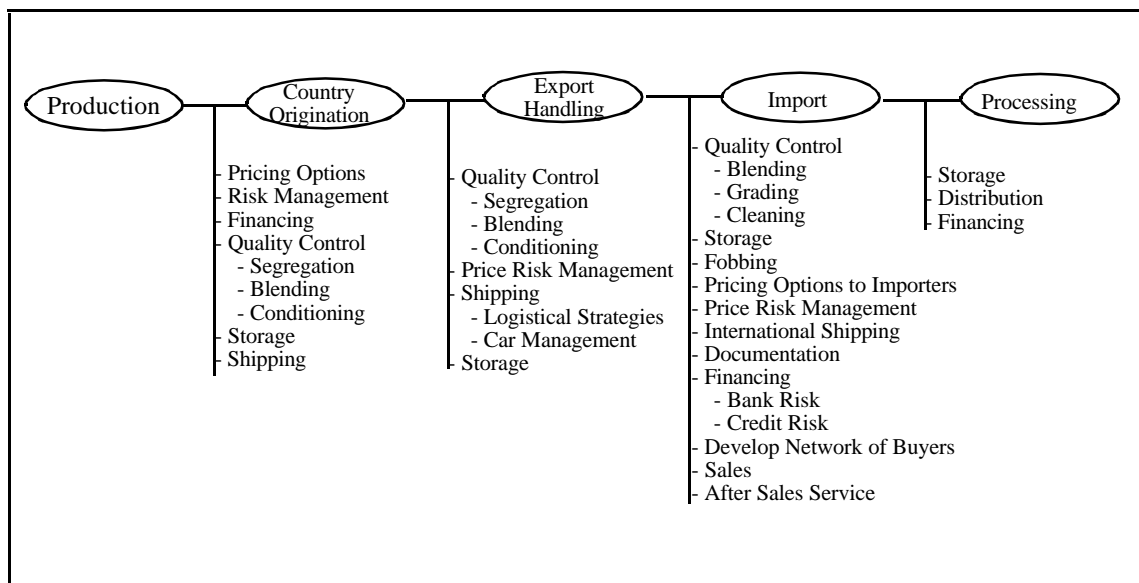 Production
Country
Origination
Export
Handling
Import
Processing
- Pricing Options
- Risk Management
- Financing
- Quality Control
- Segregation
- Blending
- Conditioning
- Storage
- Shipping
- Quality Control
- Segregation
- Blending
- Conditioning
- Price Risk Management
- Shipping
- Logistical Strategies
- Car Management
- Storage
- Quality Control
- Blending
- Grading
- Cleaning
- Storage
- Fobbing
- Pricing Options to Importers
- Price Risk Management
- International Shipping
- Documentation
- Financing
- Bank Risk
- Credit Risk
- Develop Network of Buyers
- Sales
- After Sales Service
- Storage
- Distribution
- Financing